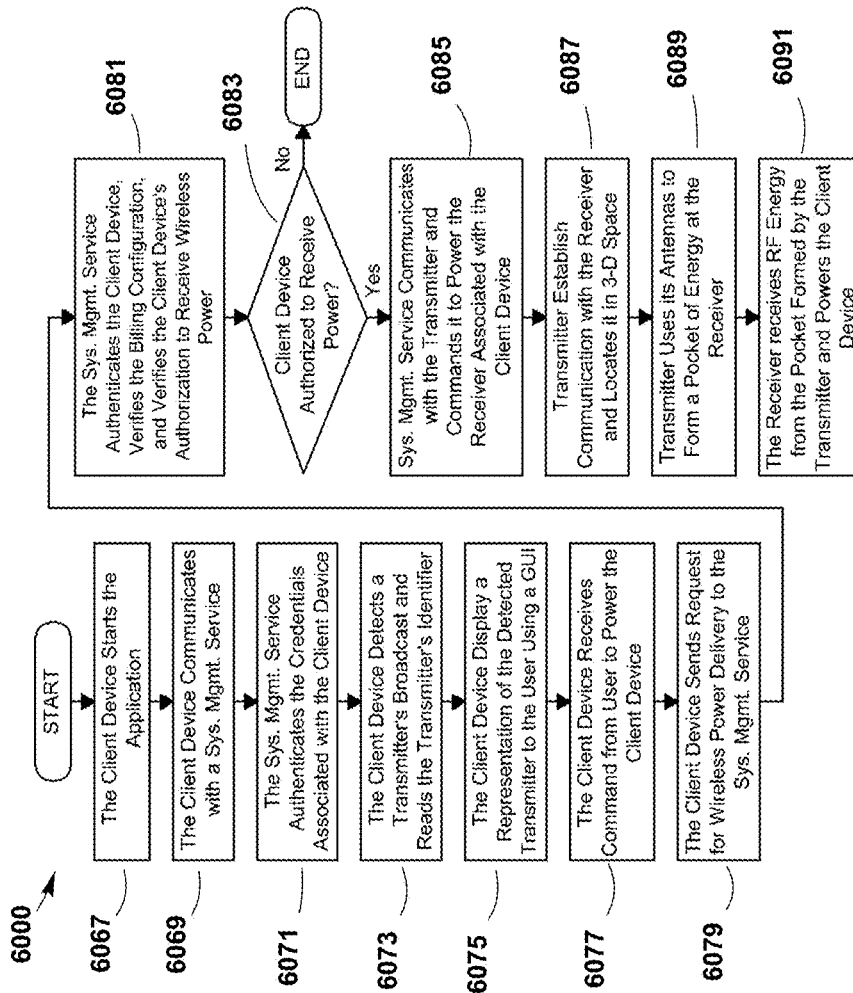 6000
START
6067
The Client Device Starts the
Application
6069
The Client Device Communicates
with a Sys. Mgmt. Service
6071
The Sys. Mgmt. Service
Authenticates the Credentials
Associated with the Client Device
6073
The Client Device Detects a
Transmitter's Broadcast and
Reads the Transmitter's Identifier
6075
The Client Device Display a
Representation of the Detected
Transmitter to the User Using a GUI
6077
The Client Device Receives
Command from User to Power the
Client Device
6079
The Client Device Sends Request
for Wireless Power Delivery to the
Sys. Mgmt. Service
6081
The Sys. Mgmt. Service
Authenticates the Client Device,
Verifies the Billing Configuration,
and Verifies the Client Device's
Authorization to Receive Wireless
Power
6083
Client Device
Authorized to Receive
Power?
No
END
Yes
6085
Sys. Mgmt. Service Communicates
with the Transmitter and
Commands it to Power the
Receiver Associated with the
Client Device
6087
Transmitter Establish
Communication with the Receiver
and Locates it in 3-D Space
6089
Transmitter Uses its Antennas to
Form a Pocket of Energy at the
Receiver
6091
The Receiver receives RF Energy
from the Pocket Formed by the
Transmitter and Powers the Client
Device